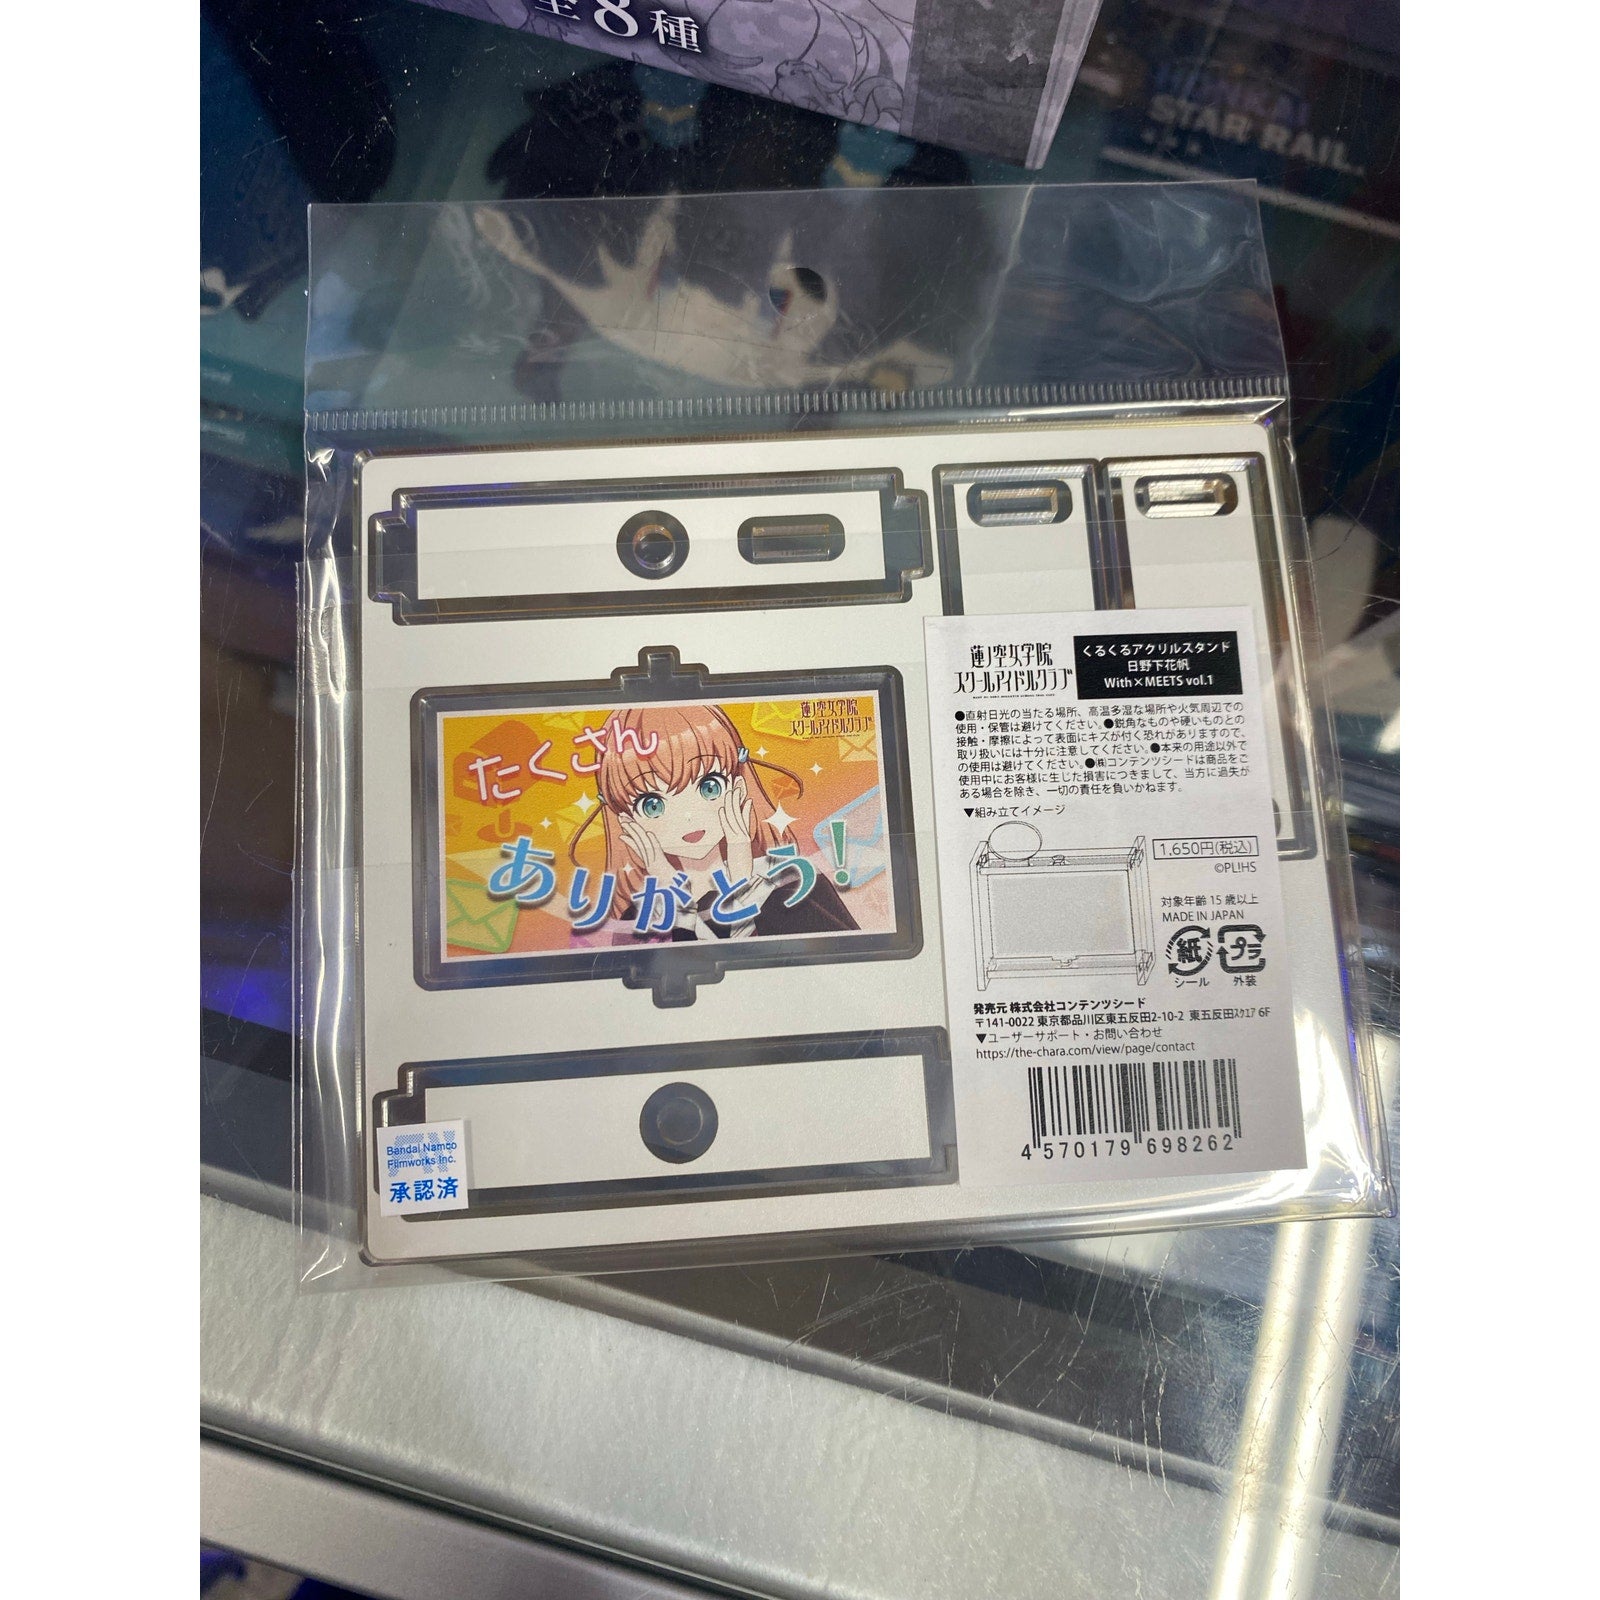 全8種
STAR RAIL
蓮ノ空女学院
スクールアイドルクラブ
くるくるアクリルスタンド
日野下花帆
With×MEETS vol.1
●直射日光の当たる場所、高温多湿な場所や火気周辺での
使用・保管は避けてください。●鋭角なものや硬いものとの
接触・摩擦によって表面にキズが付く恐れがありますので、
取り扱いには十分に注意してください。●本来の用途以外で
の使用は避けてください。●㈱コンテンツシードは商品をご
使用中にお客様に生じた損害につきまして、当方に過失が
ある場合を除き、一切の責任を負いかねます。
▼組み立てイメージ
1,650円(税込)
©PL!HS
対象年齢15歳以上
MADE IN JAPAN
紙
シール
プラ
外装
発売元 株式会社コンテンツシード
〒141-0022 東京都品川区東五反田2-10-2 東五反田スクエア 6F
▼ユーザーサポート・お問い合わせ
https://the-chara.com/view/page/contact
4 570179 698262
蓮ノ空女学院
スクールアイドルクラブ
たくさん
ありがとう!
Bandai Namco
Filmworks Inc.
承認済